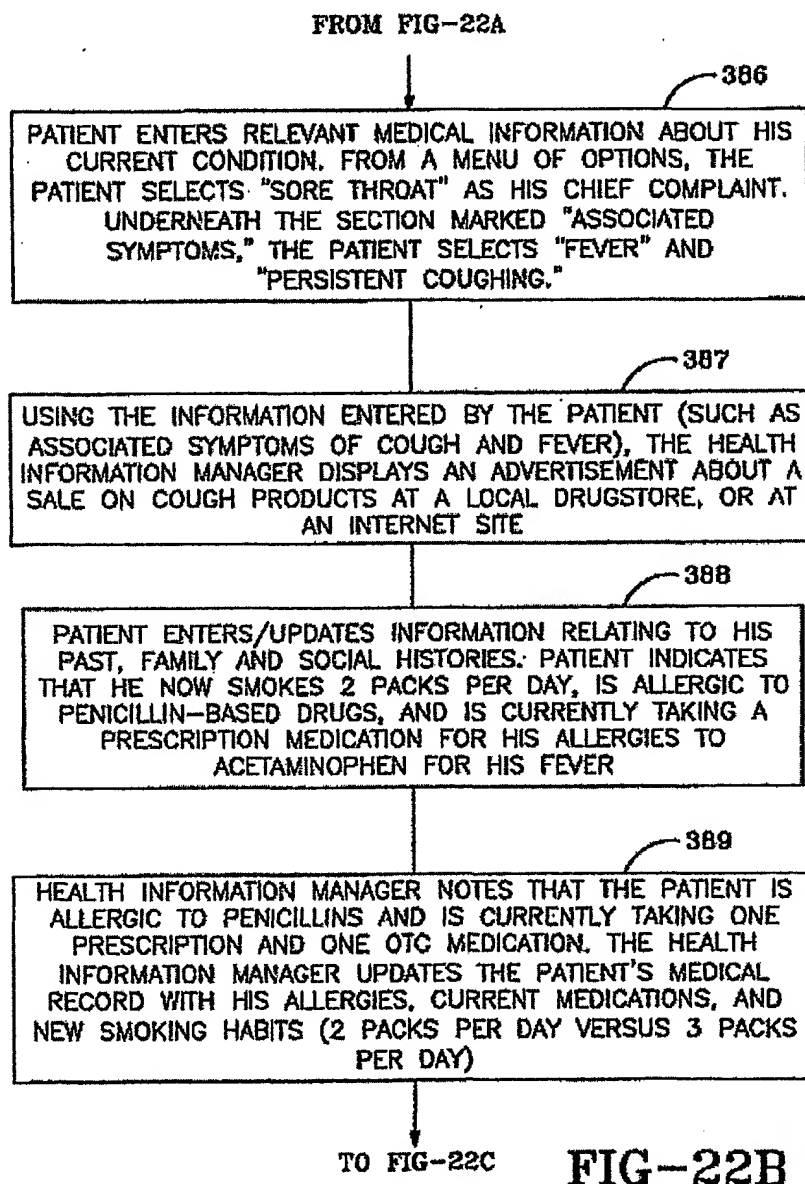 FROM FIG-22A
386
PATIENT ENTERS RELEVANT MEDICAL INFORMATION ABOUT HIS
CURRENT CONDITION. FROM A MENU OF OPTIONS, THE
PATIENT SELECTS "SORE THROAT" AS HIS CHIEF COMPLAINT.
UNDERNEATH THE SECTION MARKED "ASSOCIATED
SYMPTOMS," THE PATIENT SELECTS "FEVER" AND
"PERSISTENT COUGHING."
387
USING THE INFORMATION ENTERED BY THE PATIENT (SUCH AS
ASSOCIATED SYMPTOMS OF COUGH AND FEVER), THE HEALTH
INFORMATION MANAGER DISPLAYS AN ADVERTISEMENT ABOUT A
SALE ON COUGH PRODUCTS AT A LOCAL DRUGSTORE, OR AT
AN INTERNET SITE
388
PATIENT ENTERS/UPDATES INFORMATION RELATING TO HIS
PAST, FAMILY AND SOCIAL HISTORIES. PATIENT INDICATES
THAT HE NOW SMOKES 2 PACKS PER DAY, IS ALLERGIC TO
PENICILLIN-BASED DRUGS, AND IS CURRENTLY TAKING A
PRESCRIPTION MEDICATION FOR HIS ALLERGIES TO
ACETAMINOPHEN FOR HIS FEVER
389
HEALTH INFORMATION MANAGER NOTES THAT THE PATIENT IS
ALLERGIC TO PENICILLINS AND IS CURRENTLY TAKING ONE
PRESCRIPTION AND ONE OTC MEDICATION. THE HEALTH
INFORMATION MANAGER UPDATES THE PATIENT'S MEDICAL
RECORD WITH HIS ALLERGIES, CURRENT MEDICATIONS, AND
NEW SMOKING HABITS (2 PACKS PER DAY VERSUS 3 PACKS
PER DAY)
TO FIG-22C
FIG-22B